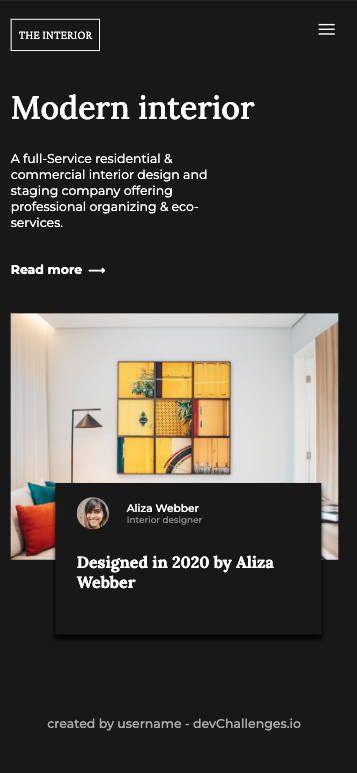 THE INTERIOR
Modern interior
A full-Service residential &
commercial interior design and
staging company offering
professional organizing & eco-
services.
Read more ⟶
Aliza Webber
Interior designer
Designed in 2020 by Aliza
Webber
created by username - devChallenges.io